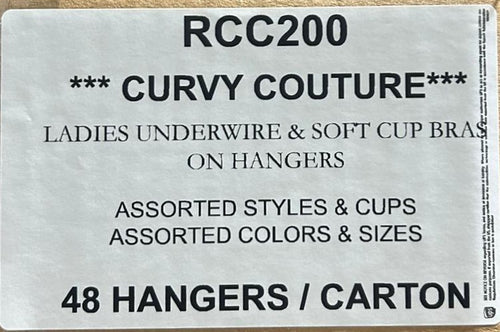 RCC200
*** CURVY COUTURE***
LADIES UNDERWIRE & SOFT CUP BRAS
ON HANGERS
ASSORTED STYLES & CUPS
ASSORTED COLORS & SIZES
48 HANGERS / CARTON